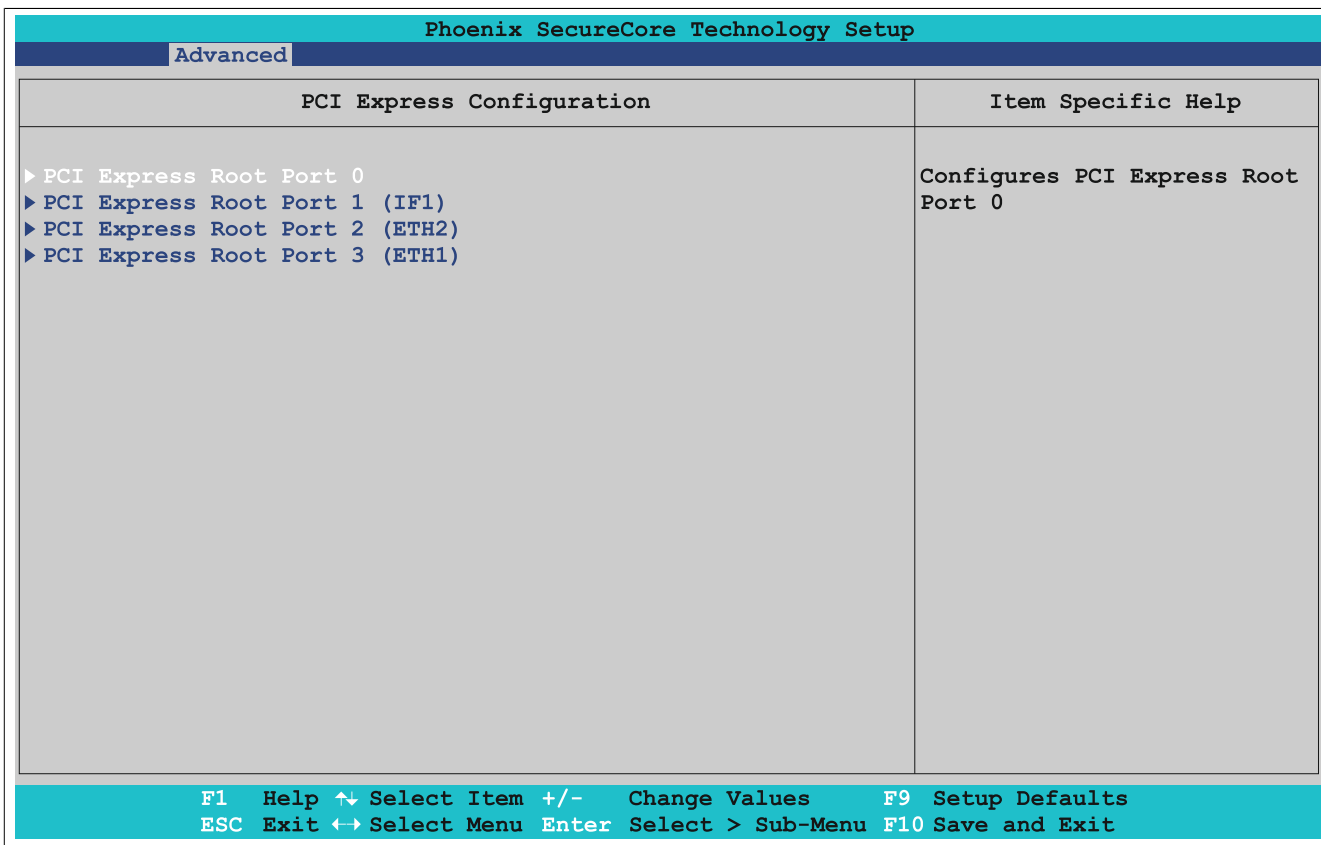 Phoenix SecureCore Technology Setup
Advanced
PCI Express Configuration
Item Specific Help
PCI Express Root Port 0
PCI Express Root Port 1 (IF1)
PCI Express Root Port 2 (ETH2)
PCI Express Root Port 3 (ETH1)
Configures PCI Express Root
Port 0
F1 Help ↑↓ Select Item +/- Change Values F9 Setup Defaults
ESC Exit ←→ Select Menu Enter Select > Sub-Menu F10 Save and Exit